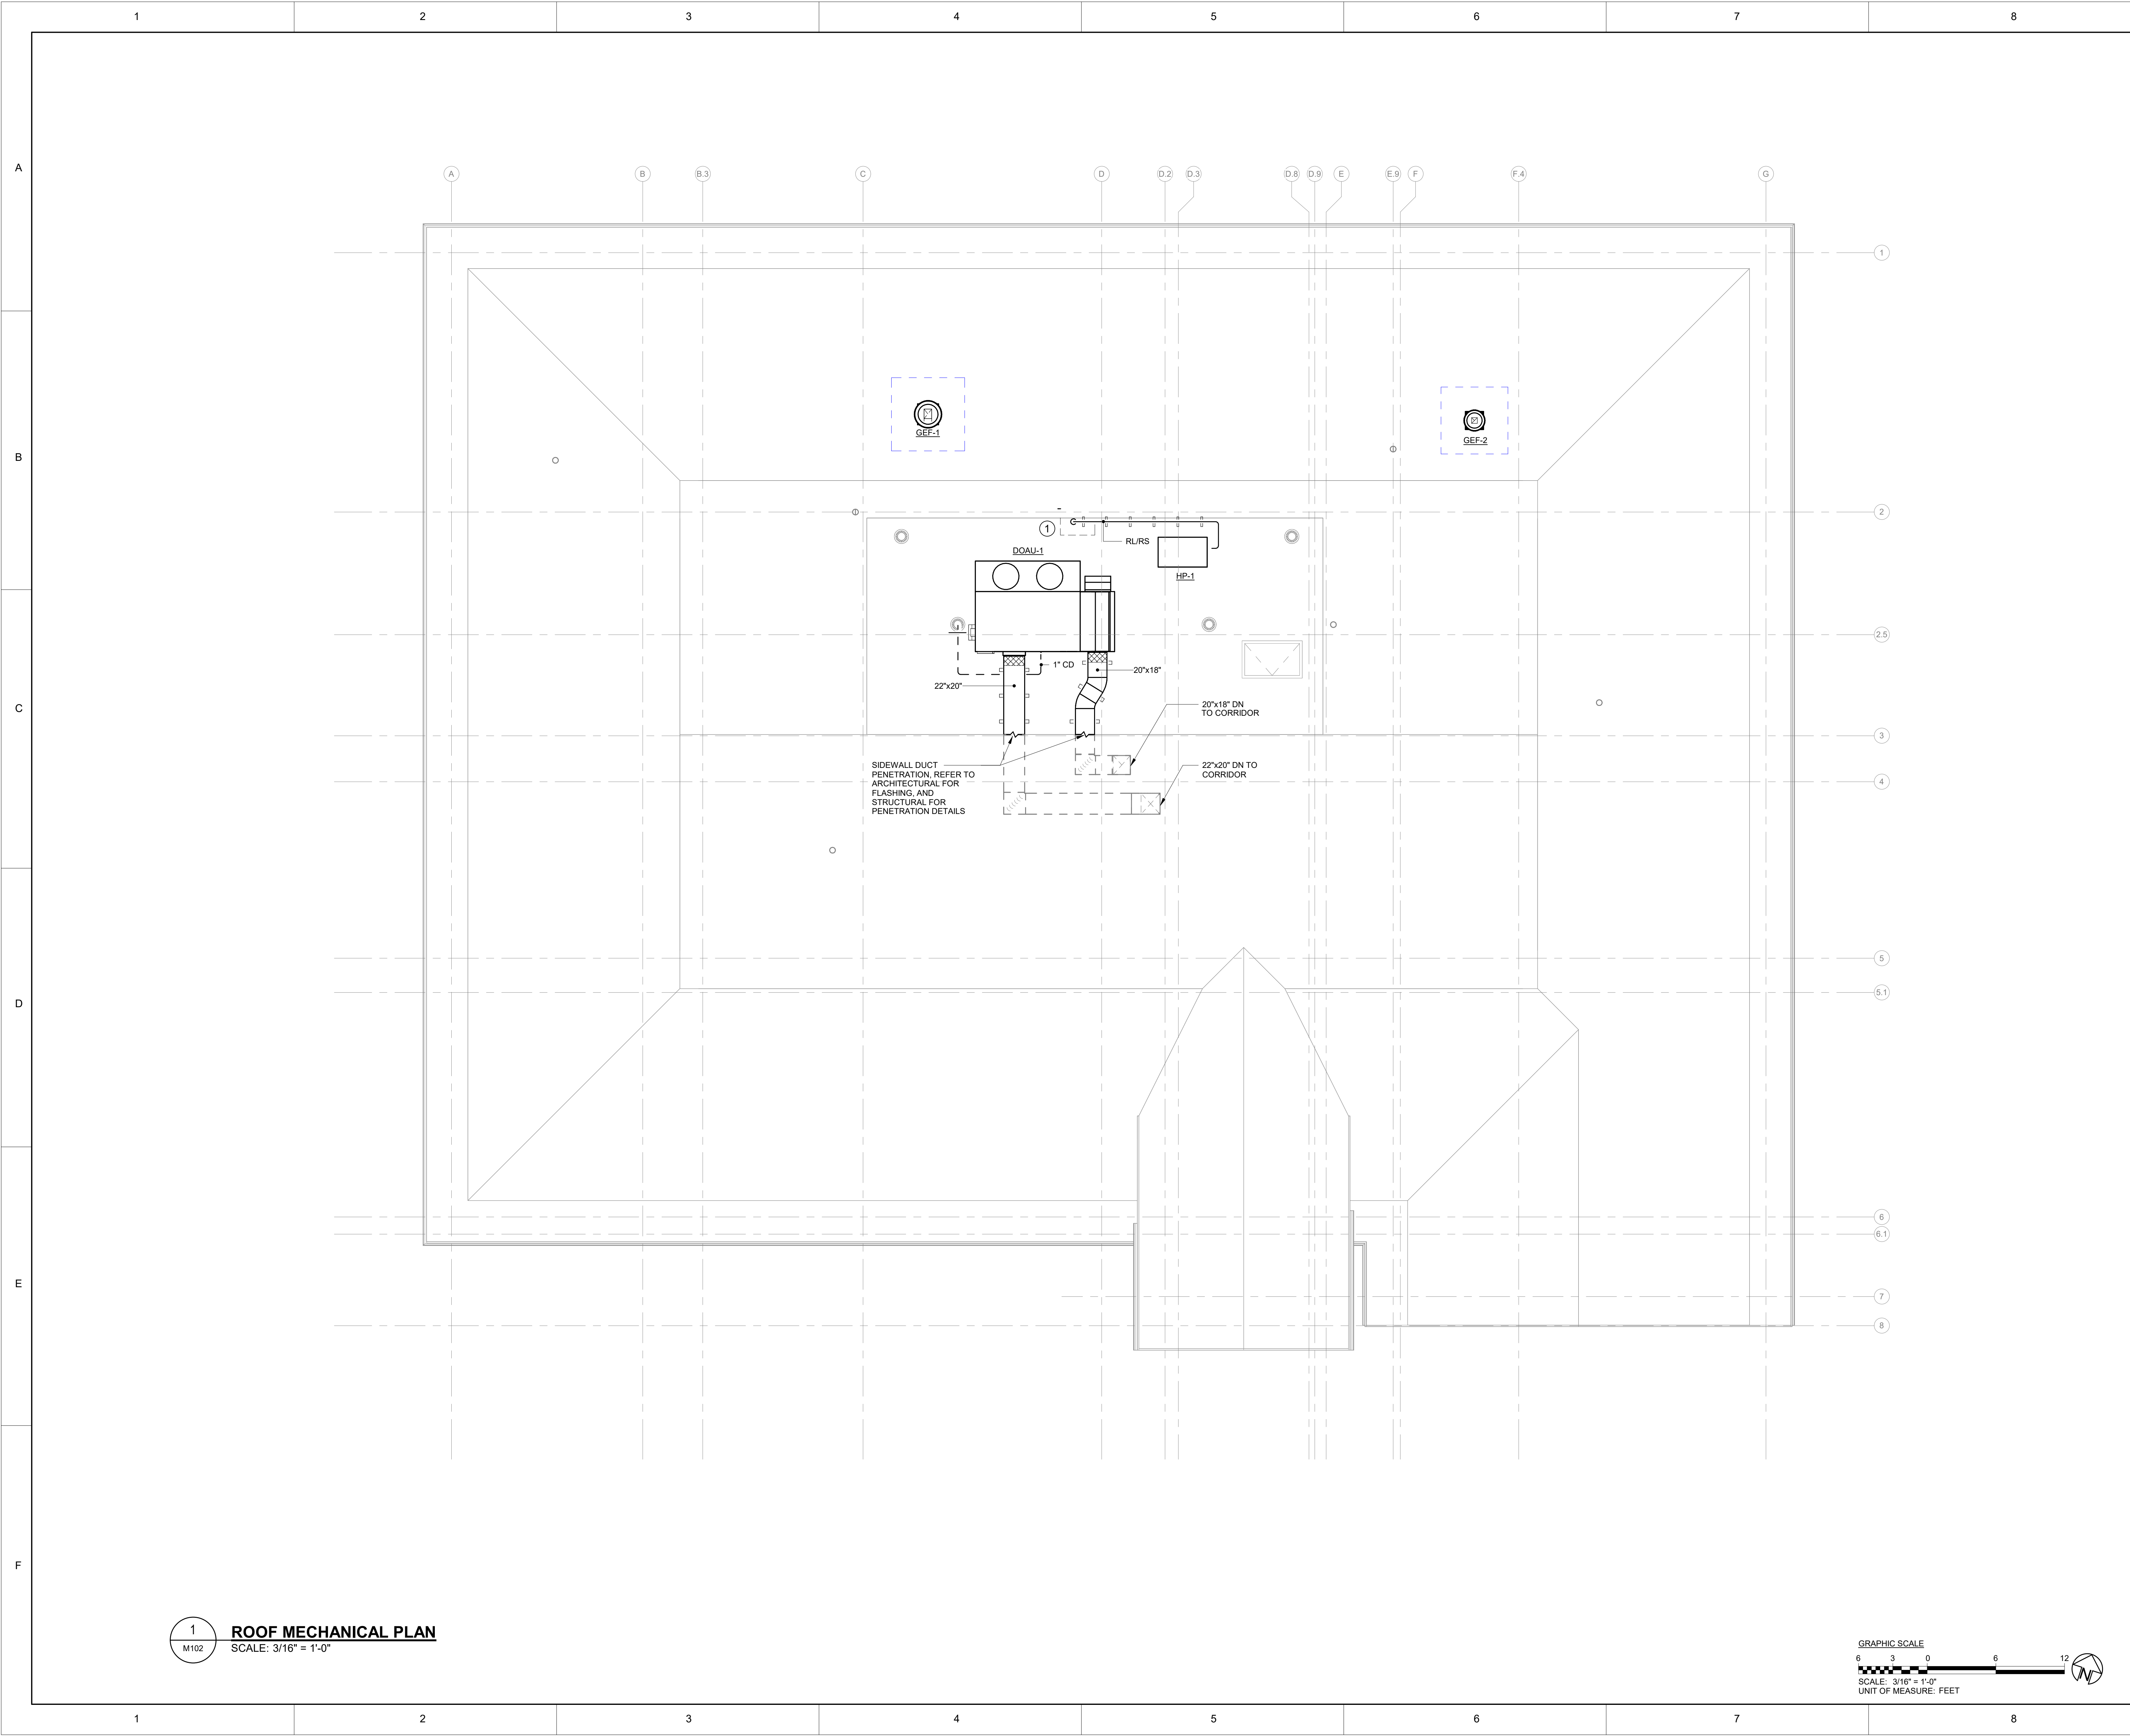 1 2 3 4 5 6 7 8
A
A B B.3 C D D.2 D.3 D.8 D.9 E E.9 F F.4 G
1
GEF-1
GEF-2
B
2
1
RL/RS
DOAU-1
HP-1
2.5
1" CD
20"x18"
22"x20"
C
20"x18" DN
TO CORRIDOR
3
SIDEWALL DUCT
PENETRATION, REFER TO
ARCHITECTURAL FOR
FLASHING, AND
STRUCTURAL FOR
PENETRATION DETAILS
22"x20" DN TO
CORRIDOR
4
5
5.1
D
6
6.1
E
7
8
F
1
M102
ROOF MECHANICAL PLAN
SCALE: 3/16" = 1'-0"
GRAPHIC SCALE
6 3 0 6 12
SCALE: 3/16" = 1'-0"
UNIT OF MEASURE: FEET
N
1 2 3 4 5 6 7 8